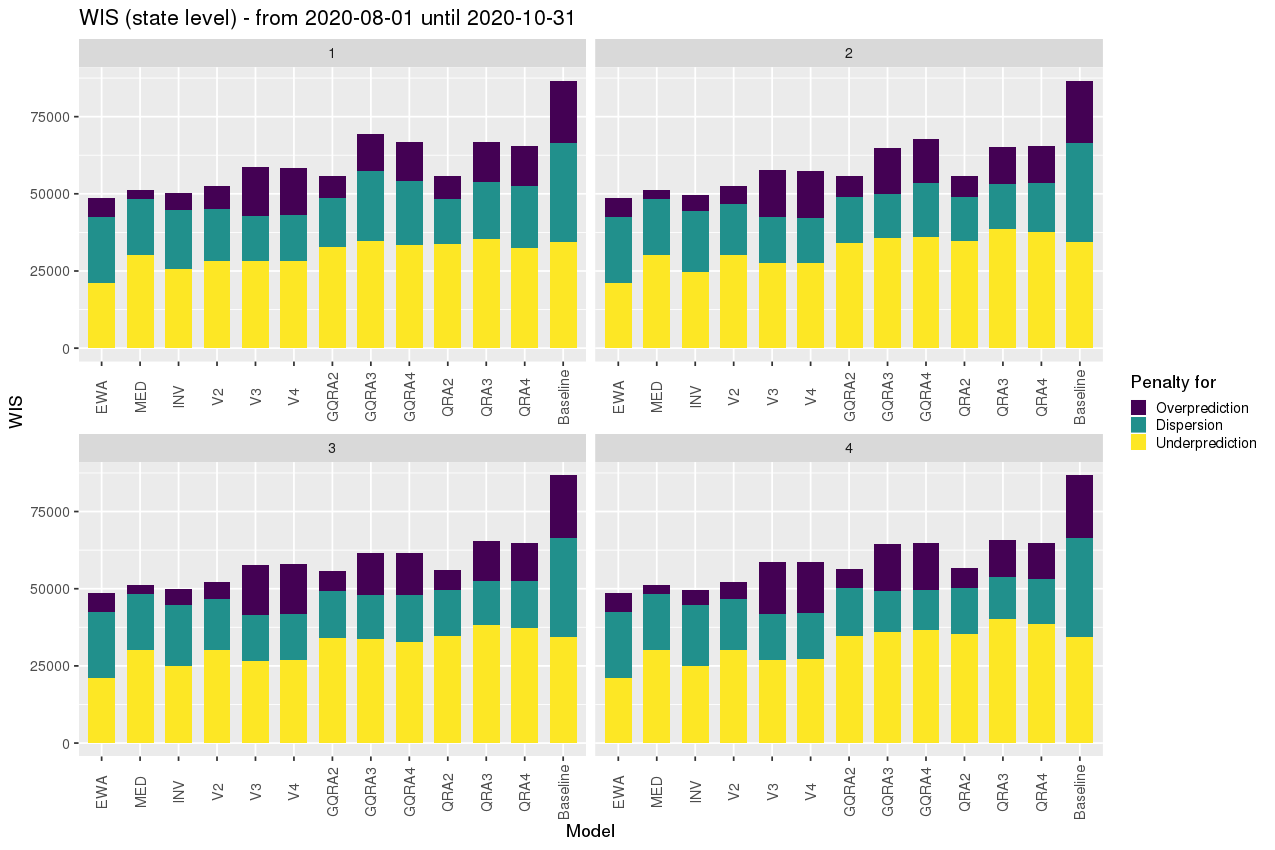 WIS (state level) - from 2020-08-01 until 2020-10-31
1
2
75000
50000
25000
0
EWA MED INV V2 V3 V4 GQRA2 GQRA3 GQRA4 QRA2 QRA3 QRA4 Baseline
EWA MED INV V2 V3 V4 GQRA2 GQRA3 GQRA4 QRA2 QRA3 QRA4 Baseline
WIS
3
4
75000
50000
25000
0
EWA MED INV V2 V3 V4 GQRA2 GQRA3 GQRA4 QRA2 QRA3 QRA4 Baseline
EWA MED INV V2 V3 V4 GQRA2 GQRA3 GQRA4 QRA2 QRA3 QRA4 Baseline
Model
Penalty for
Overprediction
Dispersion
Underprediction